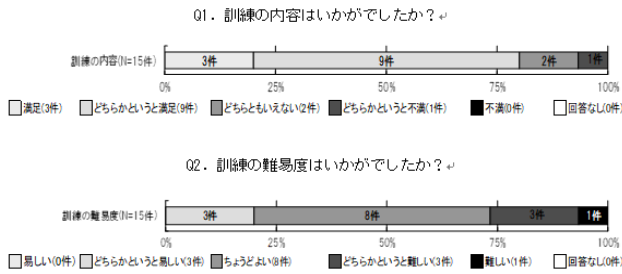 Q1．訓練の内容はいかがでしたか？↵
訓練の内容(N=15件) 3件 9件 2件 1件
0% 25% 50% 75% 100%
満足(3件) どちらかというと満足(9件) どちらともいえない(2件) どちらかというと不満(1件) 不満(0件) 回答なし(0件)
Q2．訓練の難易度はいかがでしたか？↵
訓練の難易度(N=15件) 3件 8件 3件 1件
0% 25% 50% 75% 100%
易しい(0件) どちらかというと易しい(3件) ちょうどよい(8件) どちらかというと難しい(3件) 難しい(1件) 回答なし(0件)